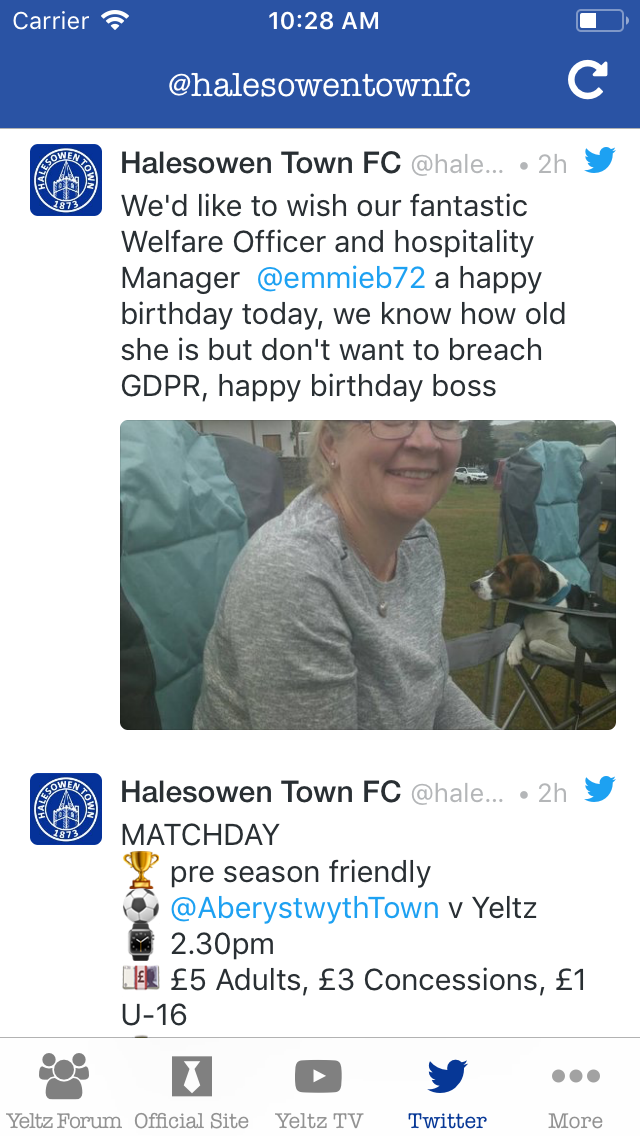 Carrier 10:28 AM
@halesowentownfc
HALESOWEN TOWN
1873
Halesowen Town FC @hale... • 2h
We'd like to wish our fantastic
Welfare Officer and hospitality
Manager @emmieb72 a happy
birthday today, we know how old
she is but don't want to breach
GDPR, happy birthday boss
HALESOWEN TOWN
1873
Halesowen Town FC @hale... • 2h
MATCHDAY
🏆 pre season friendly
⚽ @AberystwythTown v Yeltz
⌚ 2.30pm
💷 £5 Adults, £3 Concessions, £1
U-16
Yeltz Forum Official Site Yeltz TV Twitter More